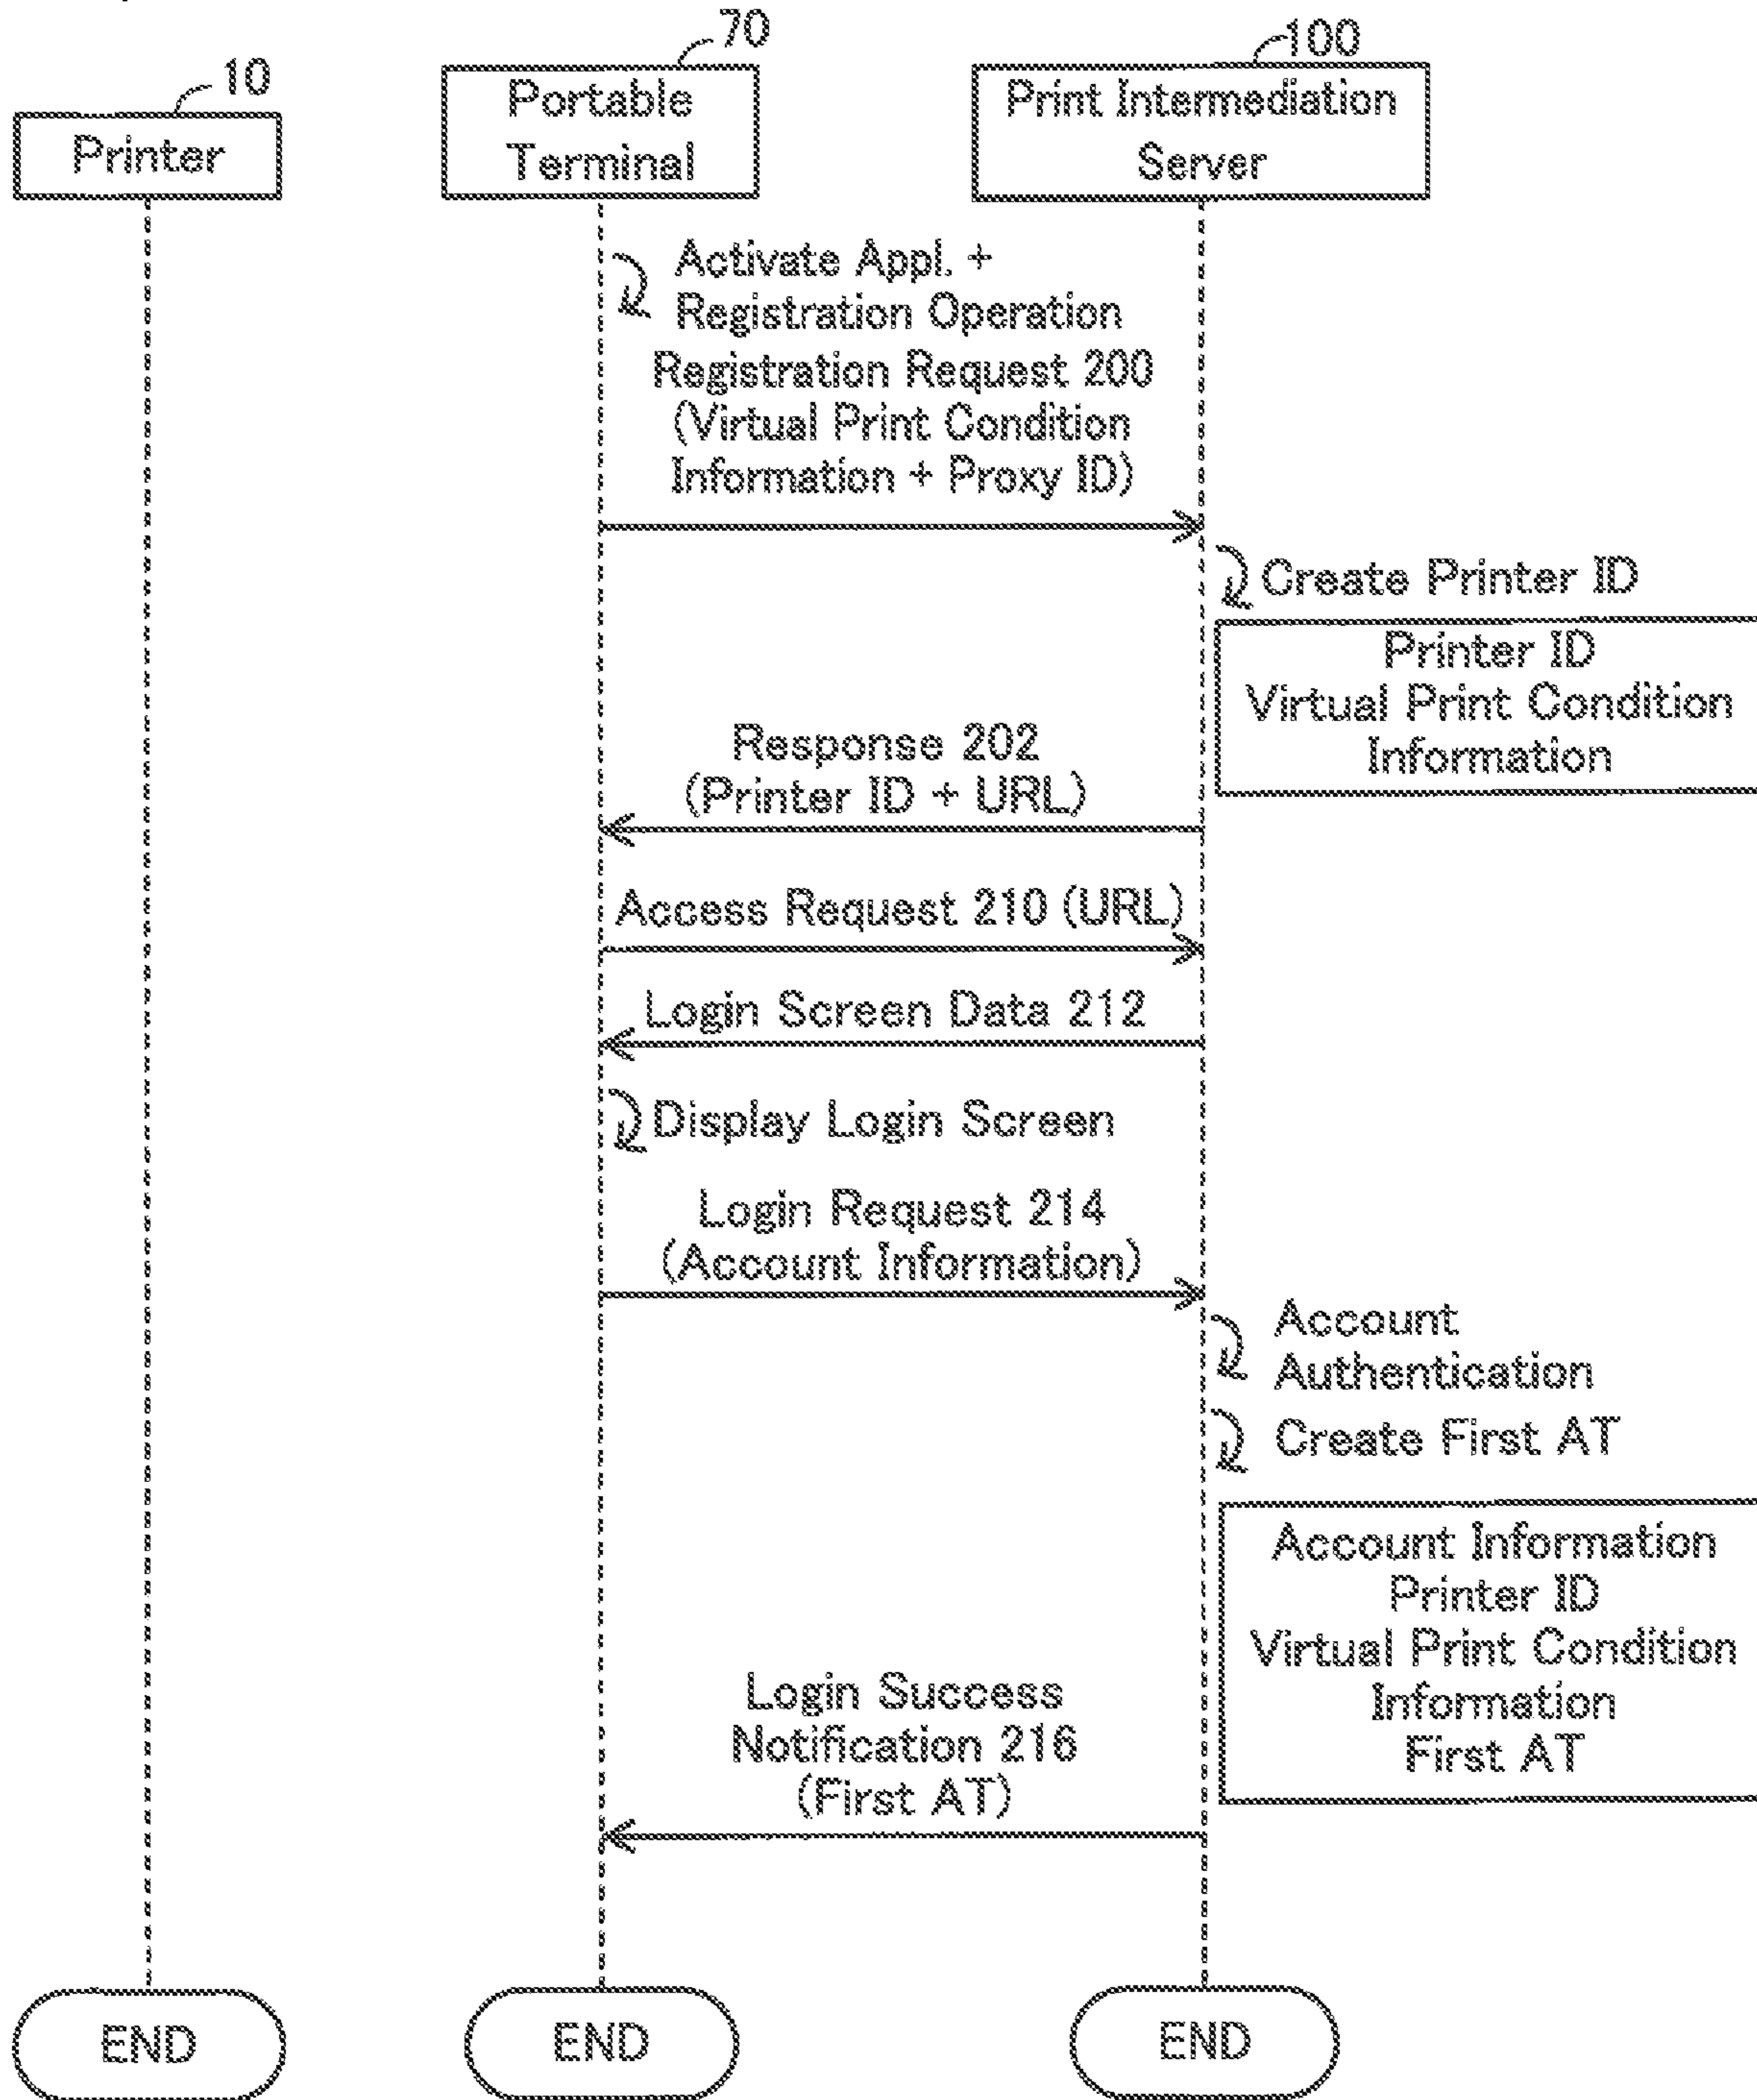 10
70
100
Printer
Portable
Terminal
Print Intermediation
Server
Activate Appl. +
Registration Operation
Registration Request 200
(Virtual Print Condition
Information + Proxy ID)
Create Printer ID
Printer ID
Virtual Print Condition
Information
Response 202
(Printer ID + URL)
Access Request 210 (URL)
Login Screen Data 212
Display Login Screen
Login Request 214
(Account Information)
Account
Authentication
Create First AT
Account Information
Printer ID
Virtual Print Condition
Information
First AT
Login Success
Notification 216
(First AT)
END
END
END